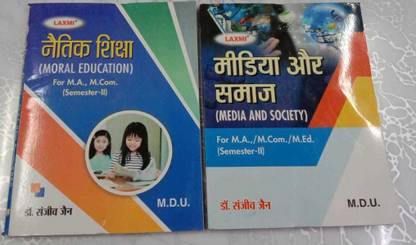 LAXMI
नैतिक शिक्षा
(MORAL EDUCATION)
For M.A., M.Com.
(Semester-II)
डॉ. संजीव जैन
M.D.U.
LAXMI
मीडिया और
समाज
(MEDIA AND SOCIETY)
For M.A.,/M.Com./M.Ed.
(Semester-II)
डॉ. संजीव जैन
M.D.U.